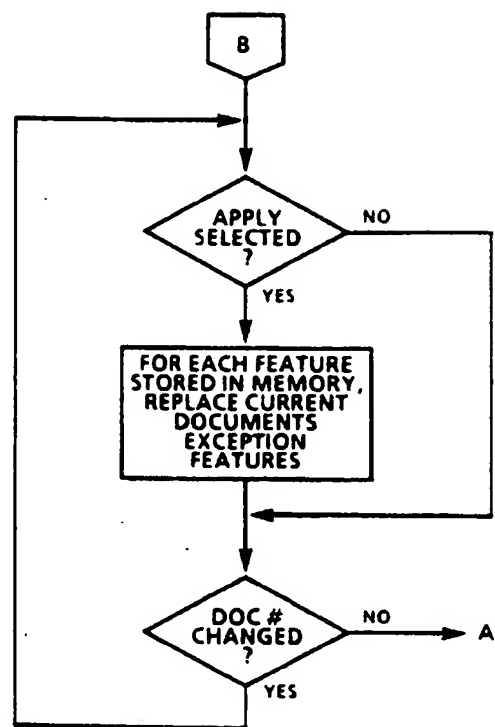 B
APPLY
SELECTED
?
NO
YES
FOR EACH FEATURE
STORED IN MEMORY,
REPLACE CURRENT
DOCUMENTS
EXCEPTION
FEATURES
DOC #
CHANGED
?
NO
A
YES